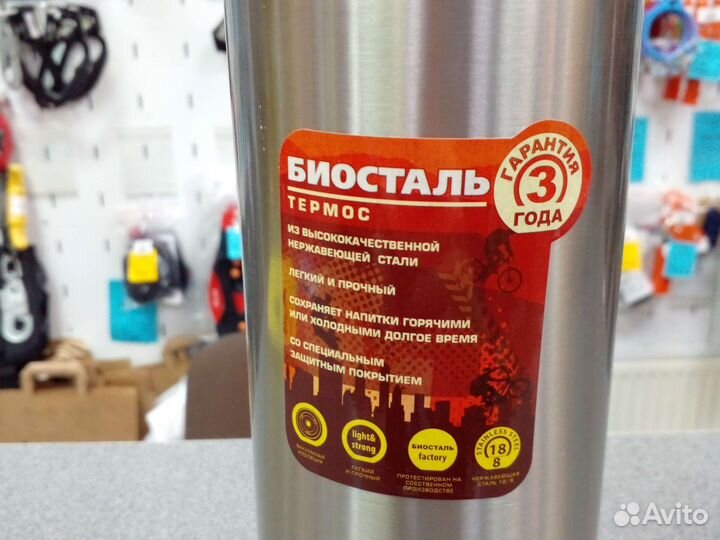 БИОСТАЛЬ
ТЕРМОС
ГАРАНТИЯ
3
ГОДА
ИЗ ВЫСОКОКАЧЕСТВЕННОЙ
НЕРЖАВЕЮЩЕЙ СТАЛИ
ЛЕГКИЙ И ПРОЧНЫЙ
СОХРАНЯЕТ НАПИТКИ ГОРЯЧИМИ
ИЛИ ХОЛОДНЫМИ ДОЛГОЕ ВРЕМЯ
СО СПЕЦИАЛЬНЫМ
ЗАЩИТНЫМ ПОКРЫТИЕМ
ВАКУУМНАЯ
ИЗОЛЯЦИЯ
light&
strong
ЛЕГКИЙ
И ПРОЧНЫЙ
БИОСТАЛЬ
factory
ПРОТЕСТИРОВАН НА
СОБСТВЕННОМ
ПРОИЗВОДСТВЕ
STAINLESS STEEL
18
8
НЕРЖАВЕЮЩАЯ
СТАЛЬ 18/8
Avito